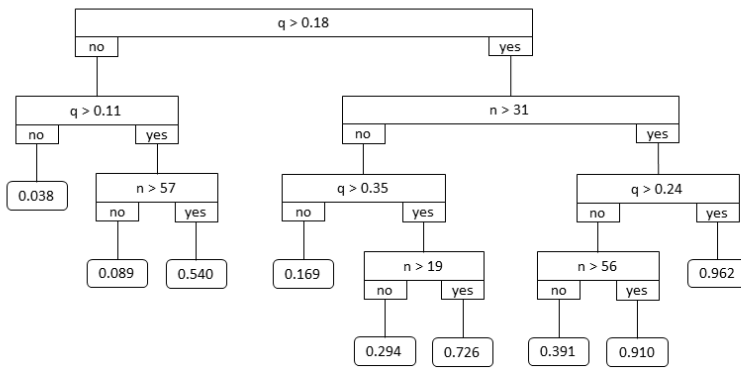 q > 0.18
no yes
q > 0.11 n > 31
no yes no yes
0.038 n > 57 q > 0.35 q > 0.24
no yes no yes no yes
0.089 0.540 0.169 n > 19 n > 56 0.962
no yes no yes
0.294 0.726 0.391 0.910